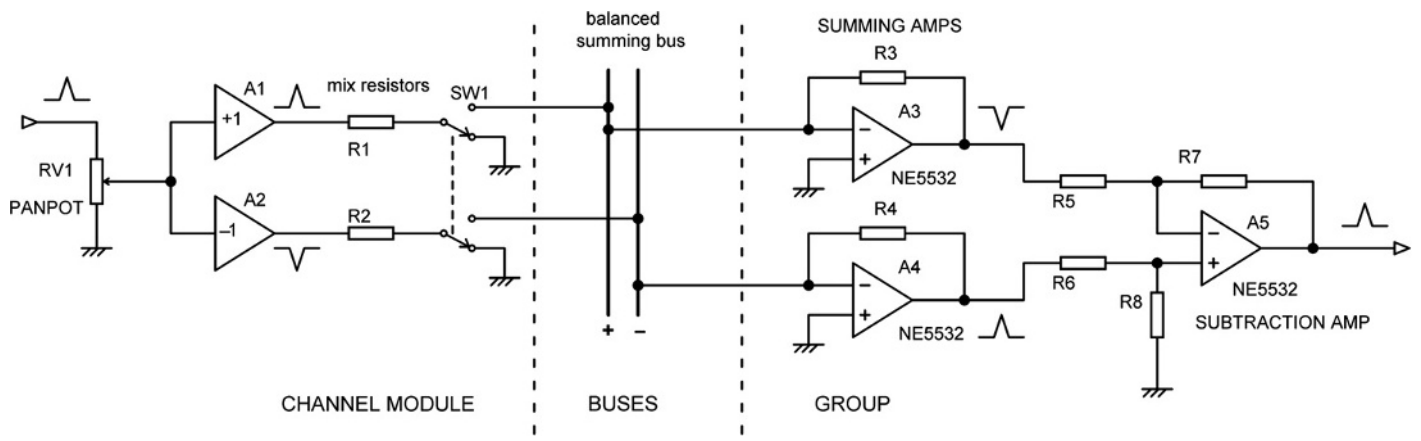 balanced
summing bus
SUMMING AMPS
R3
A1
mix resistors
SW1
+1
R1
A3
−
+
NE5532
RV1
PANPOT
R7
R5
A2
−1
R2
R4
A5
−
+
A4
−
+
R6
R8
NE5532
NE5532
SUBTRACTION AMP
+ −
CHANNEL MODULE
BUSES
GROUP